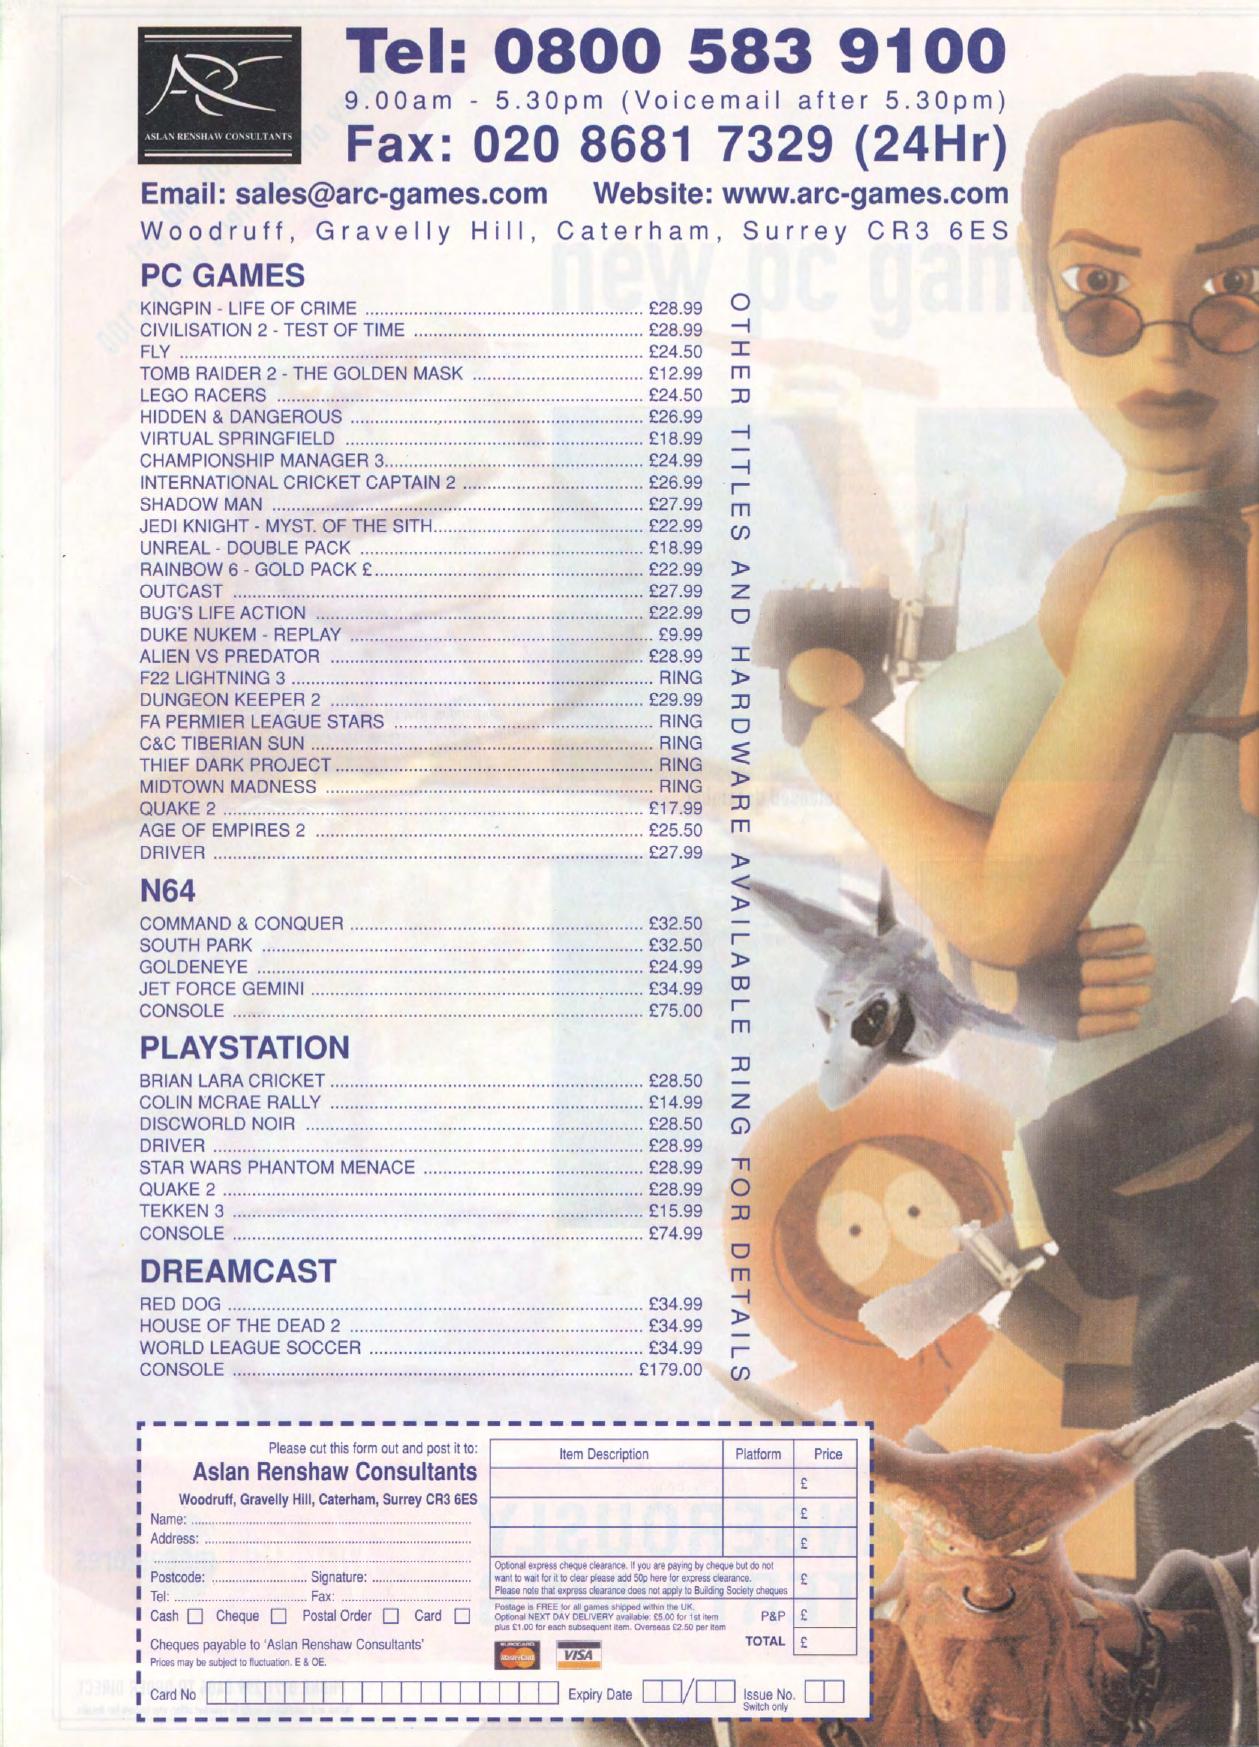 ASLAN RENSHAW CONSULTANTS
Tel: 0800 583 9100
9.00am - 5.30pm (Voicemail after 5.30pm)
Fax: 020 8681 7329 (24Hr)
Email: sales@arc-games.com Website: www.arc-games.com
Woodruff, Gravelly Hill, Caterham, Surrey CR3 6ES
PC GAMES
KINGPIN - LIFE OF CRIME £28.99
CIVILISATION 2 - TEST OF TIME £28.99
FLY £24.50
TOMB RAIDER 2 - THE GOLDEN MASK £12.99
LEGO RACERS £24.50
HIDDEN & DANGEROUS £26.99
VIRTUAL SPRINGFIELD £18.99
CHAMPIONSHIP MANAGER 3 £24.99
INTERNATIONAL CRICKET CAPTAIN 2 £26.99
SHADOW MAN £27.99
JEDI KNIGHT - MYST. OF THE SITH £22.99
UNREAL - DOUBLE PACK £18.99
RAINBOW 6 - GOLD PACK £ £22.99
OUTCAST £27.99
BUG'S LIFE ACTION £22.99
DUKE NUKEM - REPLAY £9.99
ALIEN VS PREDATOR £28.99
F22 LIGHTNING 3 RING
DUNGEON KEEPER 2 £29.99
FA PERMIER LEAGUE STARS RING
C&C TIBERIAN SUN RING
THIEF DARK PROJECT RING
MIDTOWN MADNESS RING
QUAKE 2 £17.99
AGE OF EMPIRES 2 £25.50
DRIVER £27.99
N64
COMMAND & CONQUER £32.50
SOUTH PARK £32.50
GOLDENEYE £24.99
JET FORCE GEMINI £34.99
CONSOLE £75.00
PLAYSTATION
BRIAN LARA CRICKET £28.50
COLIN MCRAE RALLY £14.99
DISCWORLD NOIR £28.50
DRIVER £28.99
STAR WARS PHANTOM MENACE £28.99
QUAKE 2 £28.99
TEKKEN 3 £15.99
CONSOLE £74.99
DREAMCAST
RED DOG £34.99
HOUSE OF THE DEAD 2 £34.99
WORLD LEAGUE SOCCER £34.99
CONSOLE £179.00
OTHER TITLES AND HARDWARE AVAILABLE RING FOR DETAILS
Please cut this form out and post it to:
Aslan Renshaw Consultants
Woodruff, Gravelly Hill, Caterham, Surrey CR3 6ES
Name:
Address:
Postcode: Signature:
Tel: Fax:
Cash Cheque Postal Order Card
Cheques payable to 'Aslan Renshaw Consultants'
Prices may be subject to fluctuation. E & OE.
Item Description Platform Price
£
£
£
Optional express cheque clearance. If you are paying by cheque but do not
want to wait for it to clear please add 50p here for express clearance.
Please note that express clearance does not apply to Building Society cheques
£
Postage is FREE for all games shipped within the UK.
Optional NEXT DAY DELIVERY available: £5.00 for 1st item
plus £1.00 for each subsequent item. Overseas £2.50 per item
P&P £
TOTAL £
EUROCARD
MasterCard
VISA
Card No Expiry Date / Issue No.
Switch only